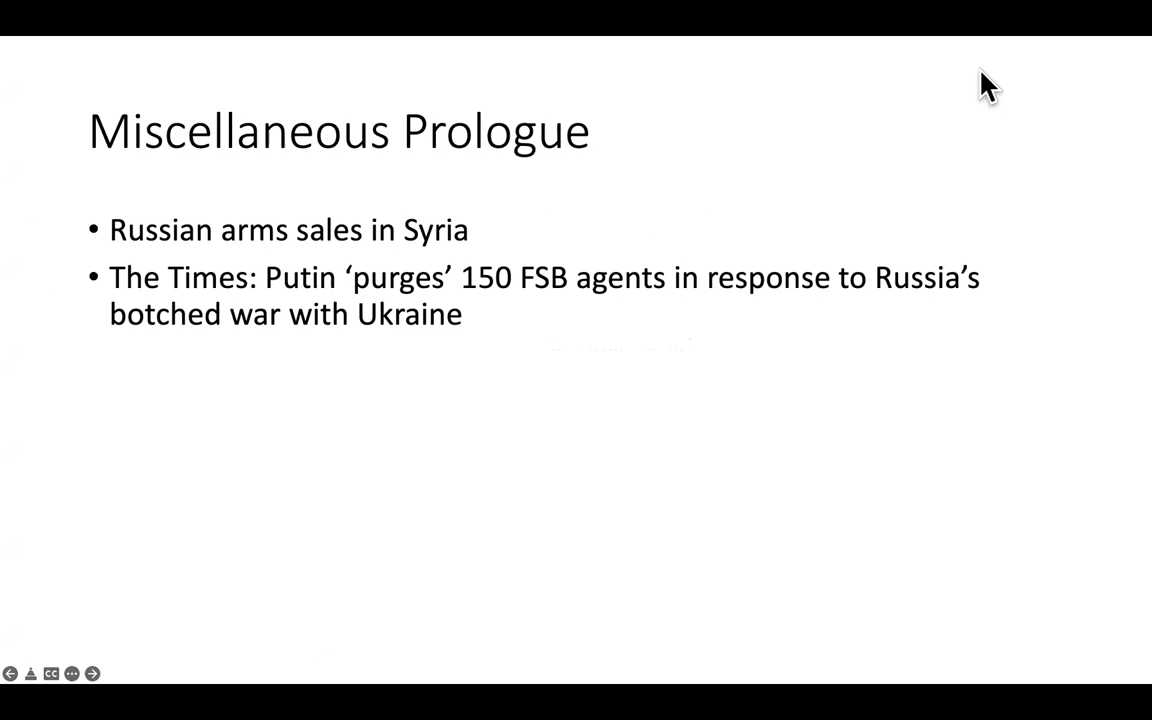 Miscellaneous Prologue
• Russian arms sales in Syria
• The Times: Putin ‘purges’ 150 FSB agents in response to Russia’s
botched war with Ukraine
CC